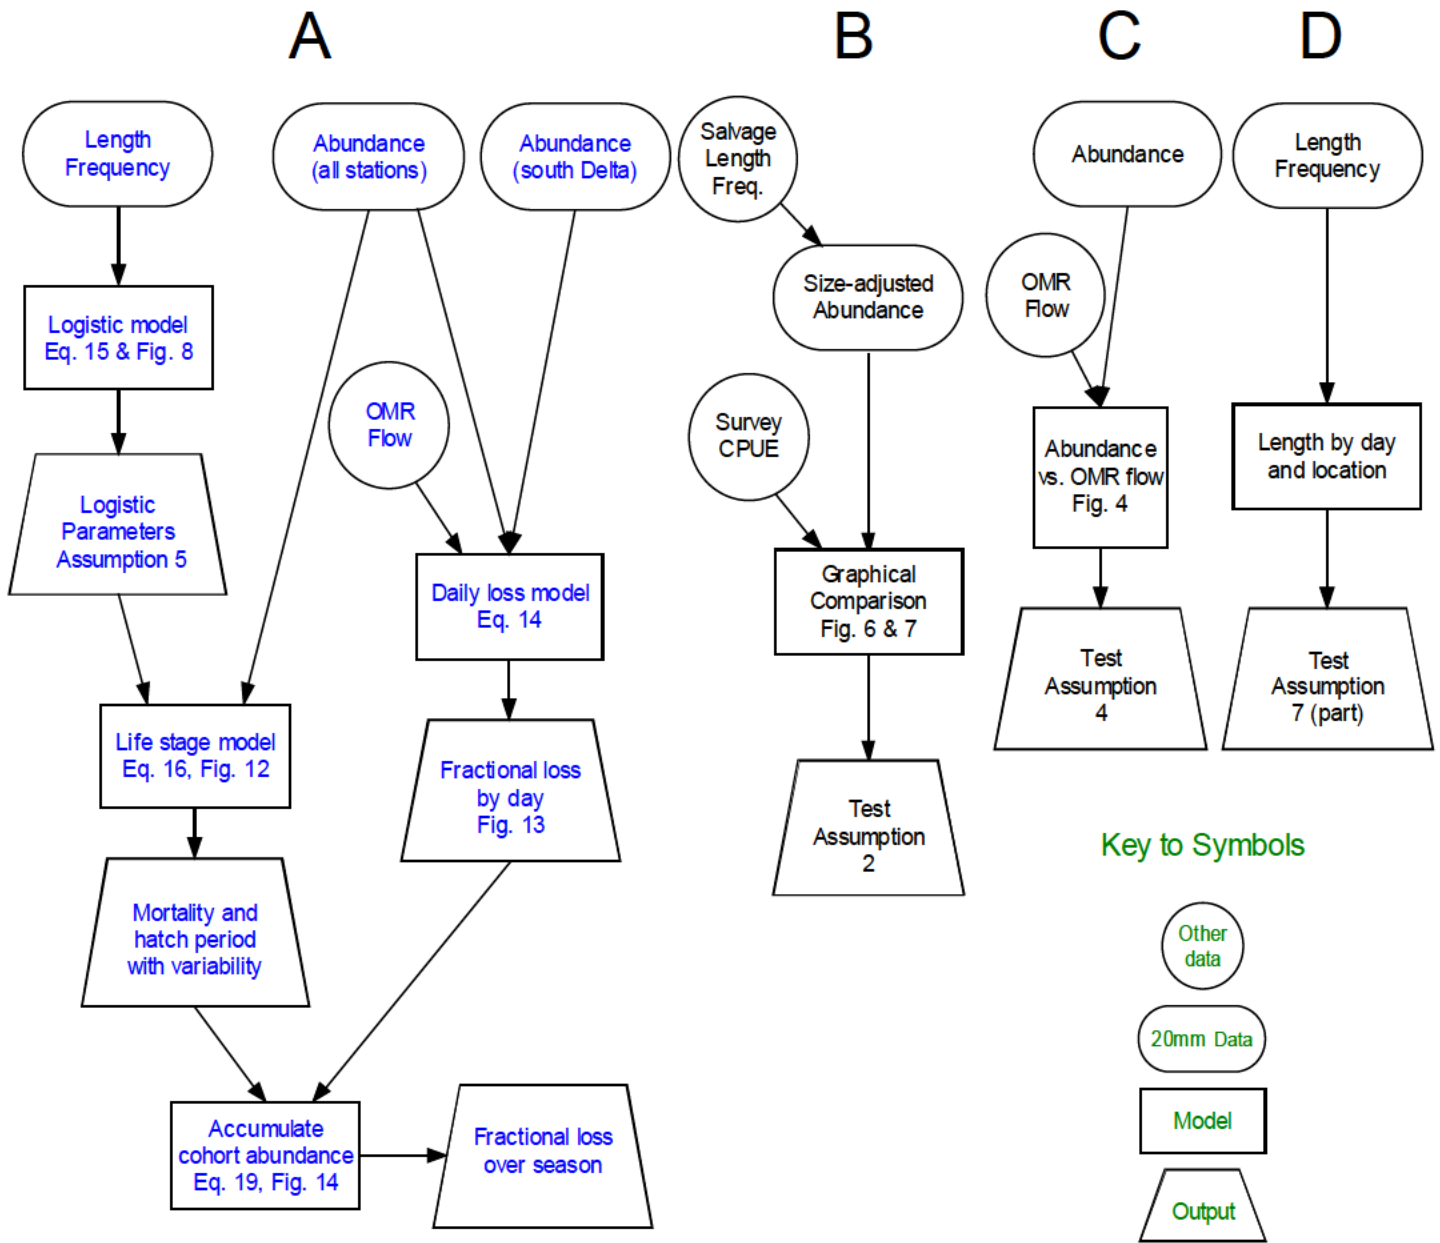 A
B
C
D
Length
Frequency
Abundance
(all stations)
Abundance
(south Delta)
Logistic model
Eq. 15 & Fig. 8
OMR
Flow
Logistic
Parameters
Assumption 5
Daily loss model
Eq. 14
Life stage model
Eq. 16, Fig. 12
Fractional loss
by day
Fig. 13
Mortality and
hatch period
with variability
Accumulate
cohort abundance
Eq. 19, Fig. 14
Fractional loss
over season
Salvage
Length
Freq.
Size-adjusted
Abundance
Survey
CPUE
Graphical
Comparison
Fig. 6 & 7
Test
Assumption
2
Abundance
OMR
Flow
Abundance
vs. OMR flow
Fig. 4
Test
Assumption
4
Length
Frequency
Length by day
and location
Test
Assumption
7 (part)
Key to Symbols
Other
data
20mm Data
Model
Output